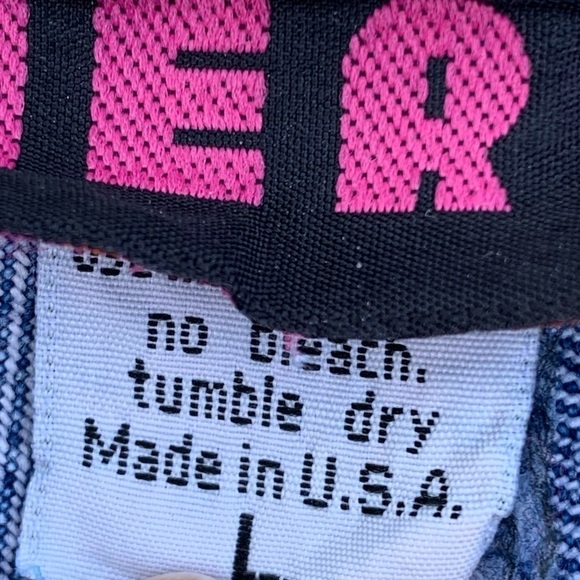 ER
no bleach.
tumble dry
Made in U.S.A.
L